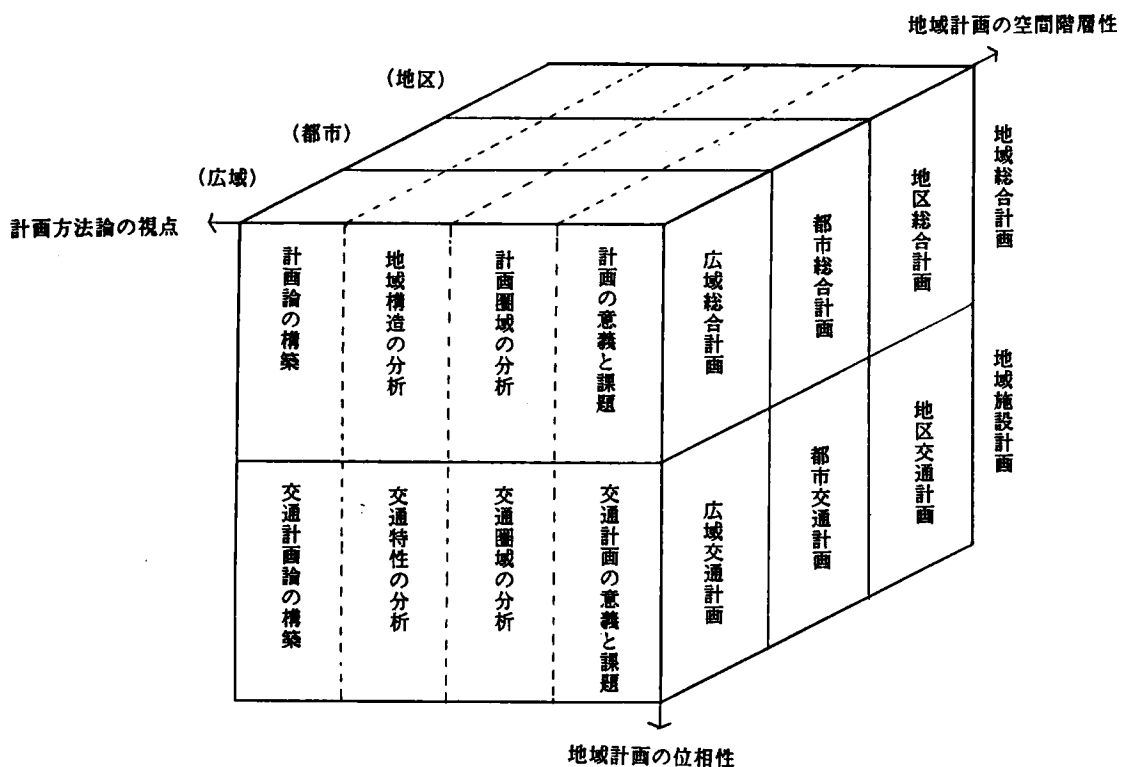 地域計画の空間階層性
(地区)
(都市)
(広域)
計画方法論の視点
計画論の構築
地域構造の分析
計画圏域の分析
計画の意義と課題
広域総合計画
都市総合計画
地区総合計画
地域総合計画
交通計画論の構築
交通特性の分析
交通圏域の分析
交通計画の意義と課題
広域交通計画
都市交通計画
地区交通計画
地域施設計画
地域計画の位相性